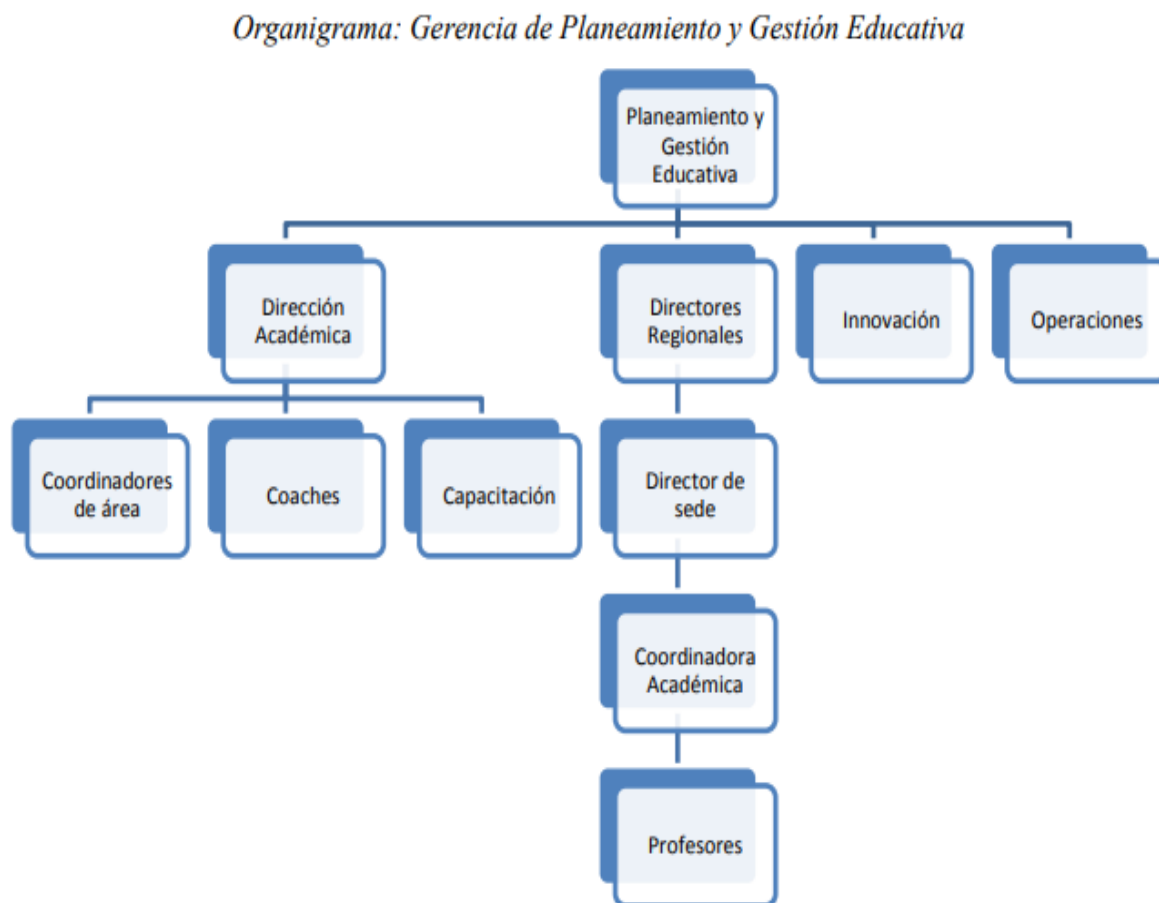 Organigrama: Gerencia de Planeamiento y Gestión Educativa
Planeamiento y
Gestión
Educativa
Dirección
Académica
Directores
Regionales
Innovación
Operaciones
Coordinadores
de área
Coaches
Capacitación
Director de
sede
Coordinadora
Académica
Profesores